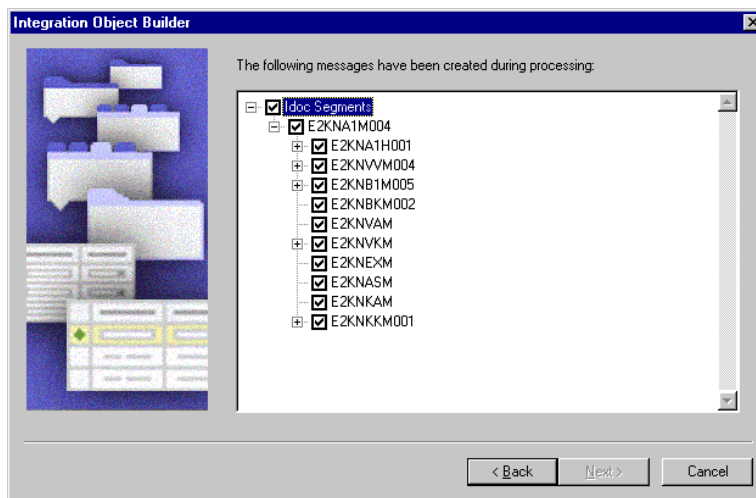 Integration Object Builder
The following messages have been created during processing:
Idoc Segments
E2KNA1M004
E2KNA1H001
E2KNVVM004
E2KNB1M005
E2KNBKM002
E2KNVAM
E2KNVKM
E2KNEXM
E2KNASM
E2KNKAM
E2KNKKM001
< Back Next > Cancel